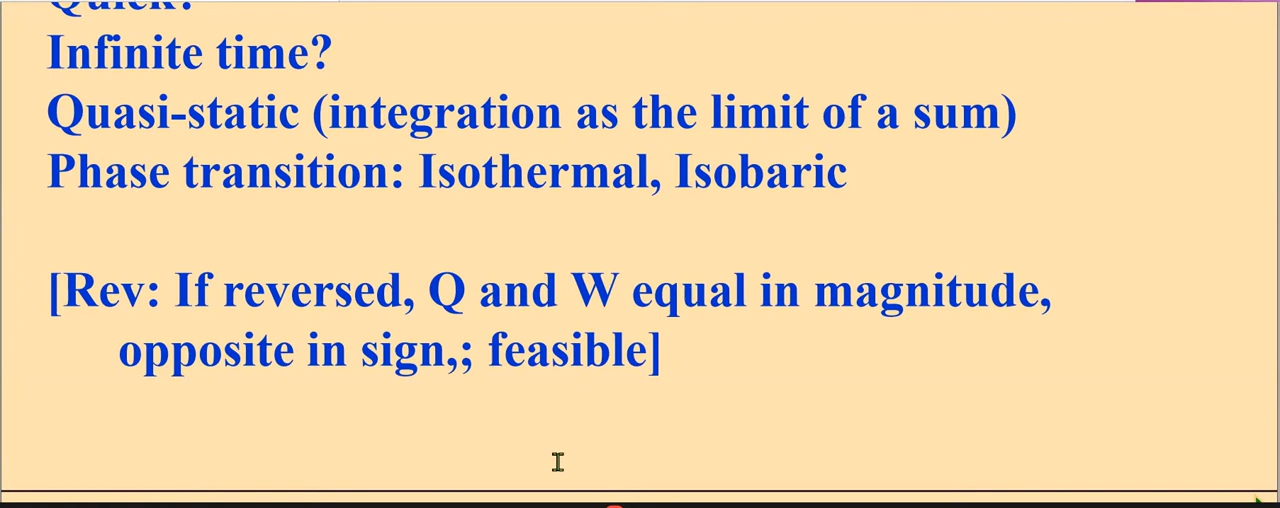 Quick?
Infinite time?
Quasi-static (integration as the limit of a sum)
Phase transition: Isothermal, Isobaric
[Rev: If reversed, Q and W equal in magnitude,
opposite in sign,; feasible]